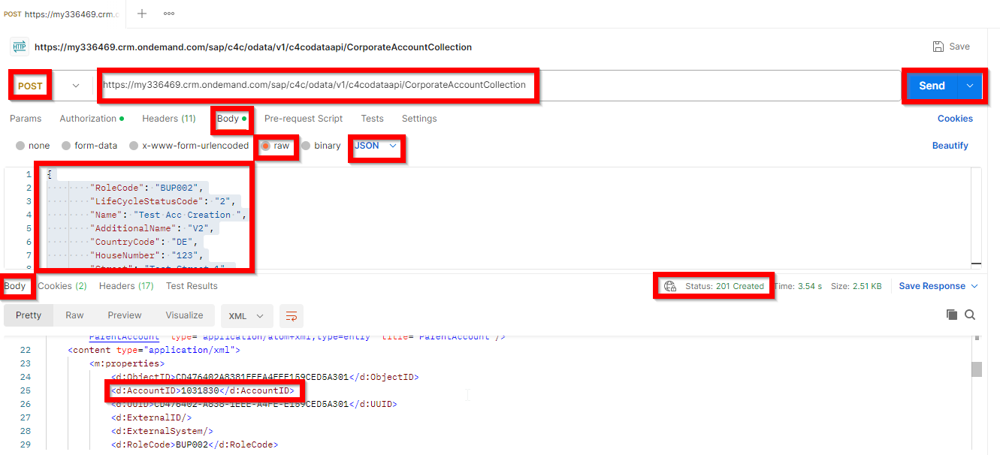 POST https://my336469.crm.o
https://my336469.crm.ondemand.com/sap/c4c/odata/v1/c4codataapi/CorporateAccountCollection
Save
POST
https://my336469.crm.ondemand.com/sap/c4c/odata/v1/c4codataapi/CorporateAccountCollection
Send
Params Authorization Headers (11) Body Pre-request Script Tests Settings Cookies
none form-data x-www-form-urlencoded raw binary JSON Beautify
1 {
2 "RoleCode": "BUP002",
3 "LifeCycleStatusCode": "2",
4 "Name": "Test Acc Creation ",
5 "AdditionalName": "V2",
6 "CountryCode": "DE",
7 "HouseNumber": "123",
8 "Street": "Test Street 1",
Body Cookies (2) Headers (17) Test Results Status: 201 Created Time: 3.54 s Size: 2.51 KB Save Response
Pretty Raw Preview Visualize XML
ParentAccount" type="application/atom+xml;type=entry" title="ParentAccount"/>
22 <content type="application/xml">
23 <m:properties>
24 <d:ObjectID>CD476402A8381EEEA4FEE159CED5A301</d:ObjectID>
25 <d:AccountID>1031830</d:AccountID>
26 <d:UUID>CD476402-A838-1EEE-A4FE-E159CED5A301</d:UUID>
27 <d:ExternalID/>
28 <d:ExternalSystem/>
29 <d:RoleCode>BUP002</d:RoleCode>